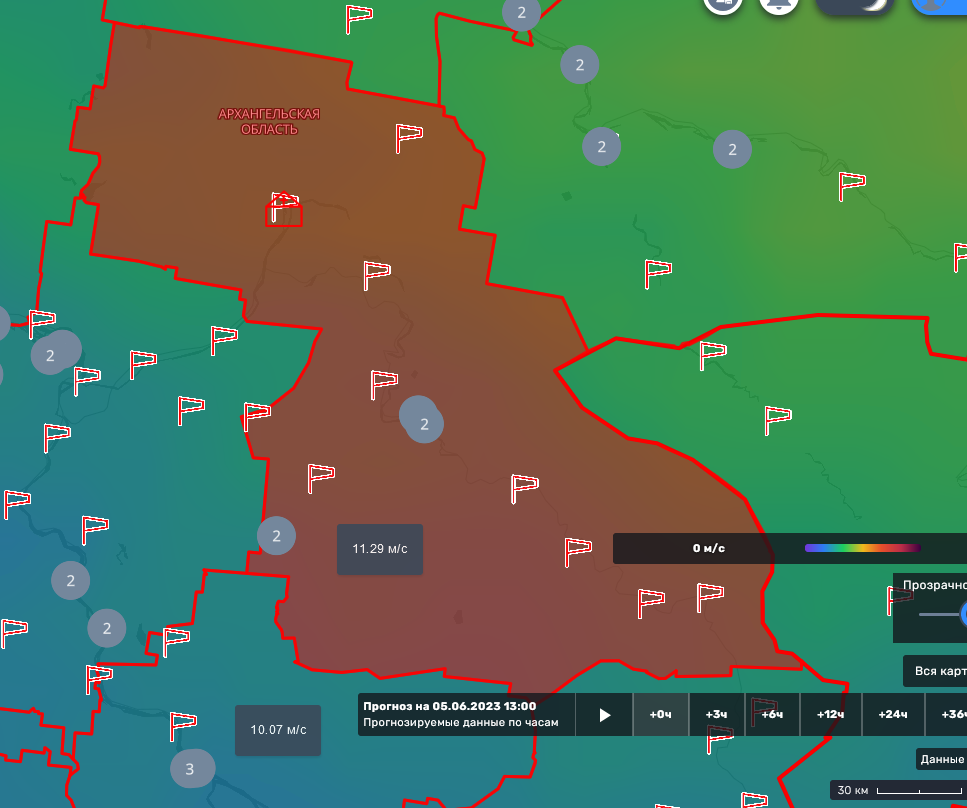 2
2
2
2
АРХАНГЕЛЬСКАЯ
ОБЛАСТЬ
2
2
2
11.29 м/с
0 м/с
2
Прозрачно
2
Вся карт
10.07 м/с
Прогноз на 05.06.2023 13:00
Прогнозируемые данные по часам
+0ч
+3ч
+6ч
+12ч
+24ч
+36ч
3
Данные
30 км